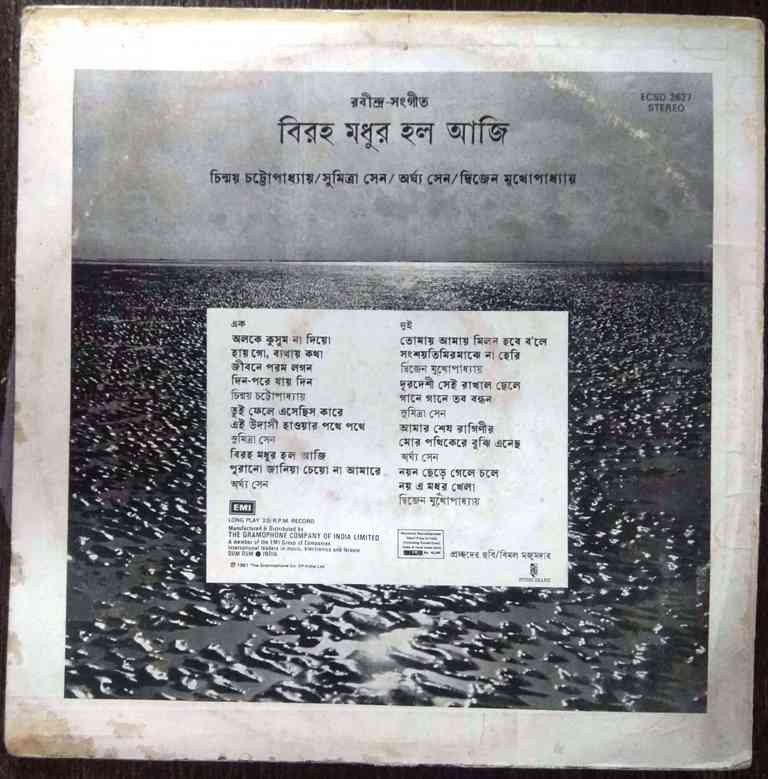 রবীন্দ্র-সংগীত
ECSD 2627
STEREO
বিরহ মধুর হল আজি
চিন্ময় চট্টোপাধ্যায়/সুমিত্রা সেন/অর্ঘ্য সেন/দ্বিজেন মুখোপাধ্যায়
এক
অলকে কুসুম না দিয়ো
হায় গো, ব্যথায় কথা
জীবনে পরম লগন
দিন-পরে যায় দিন
চিন্ময় চট্টোপাধ্যায়
তুই ফেলে এসেছিস কারে
এই উদাসী হাওয়ার পথে পথে
সুমিত্রা সেন
বিরহ মধুর হল আজি
পুরানো জানিয়া চেয়ো না আমারে
অর্ঘ্য সেন
দুই
তোমায় আমায় মিলন হবে ব'লে
সংশয়তিমিরমাঝে না হেরি
দ্বিজেন মুখোপাধ্যায়
দূরদেশী সেই রাখাল ছেলে
গানে গানে তব বন্ধন
সুমিত্রা সেন
আমার শেষ রাগিণীর
মোর পথিকেরে বুঝি এনেছ
অর্ঘ্য সেন
নয়ন ছেড়ে গেলে চলে
নয় এ মধুর খেলা
দ্বিজেন মুখোপাধ্যায়
EMI
LONG PLAY 33⅓ R.P.M. RECORD
Manufactured & Distributed by
THE GRAMOPHONE COMPANY OF INDIA LIMITED
A member of the EMI Group of Companies
International leaders in music, electronics and leisure
DUM DUM ● INDIA
℗ 1981 The Gramophone Co. Of India Ltd.
প্রচ্ছদের ছবি/বিমল মজুমদার